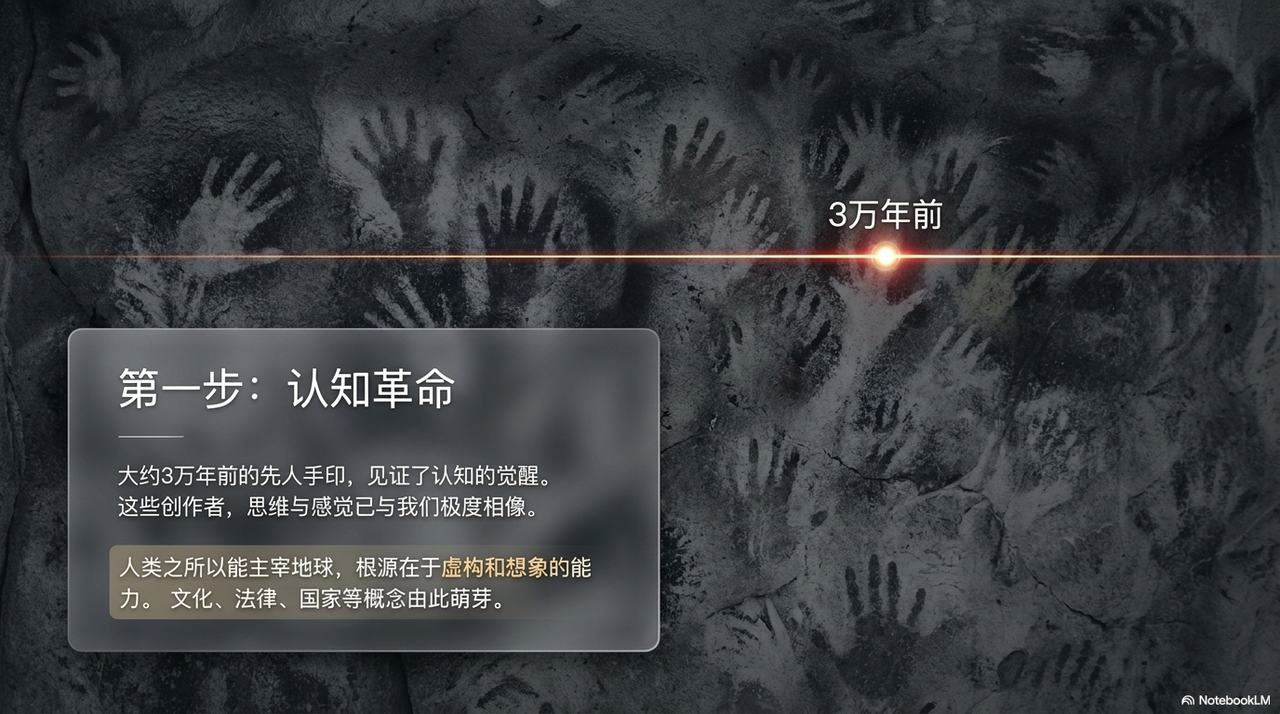 3万年前
第一步：认知革命
大约3万年前的先人手印，见证了认知的觉醒。
这些创作者，思维与感觉已与我们极度相像。
人类之所以能主宰地球，根源在于虚构和想象的能
力。 文化、法律、国家等概念由此萌芽。
NotebookLM